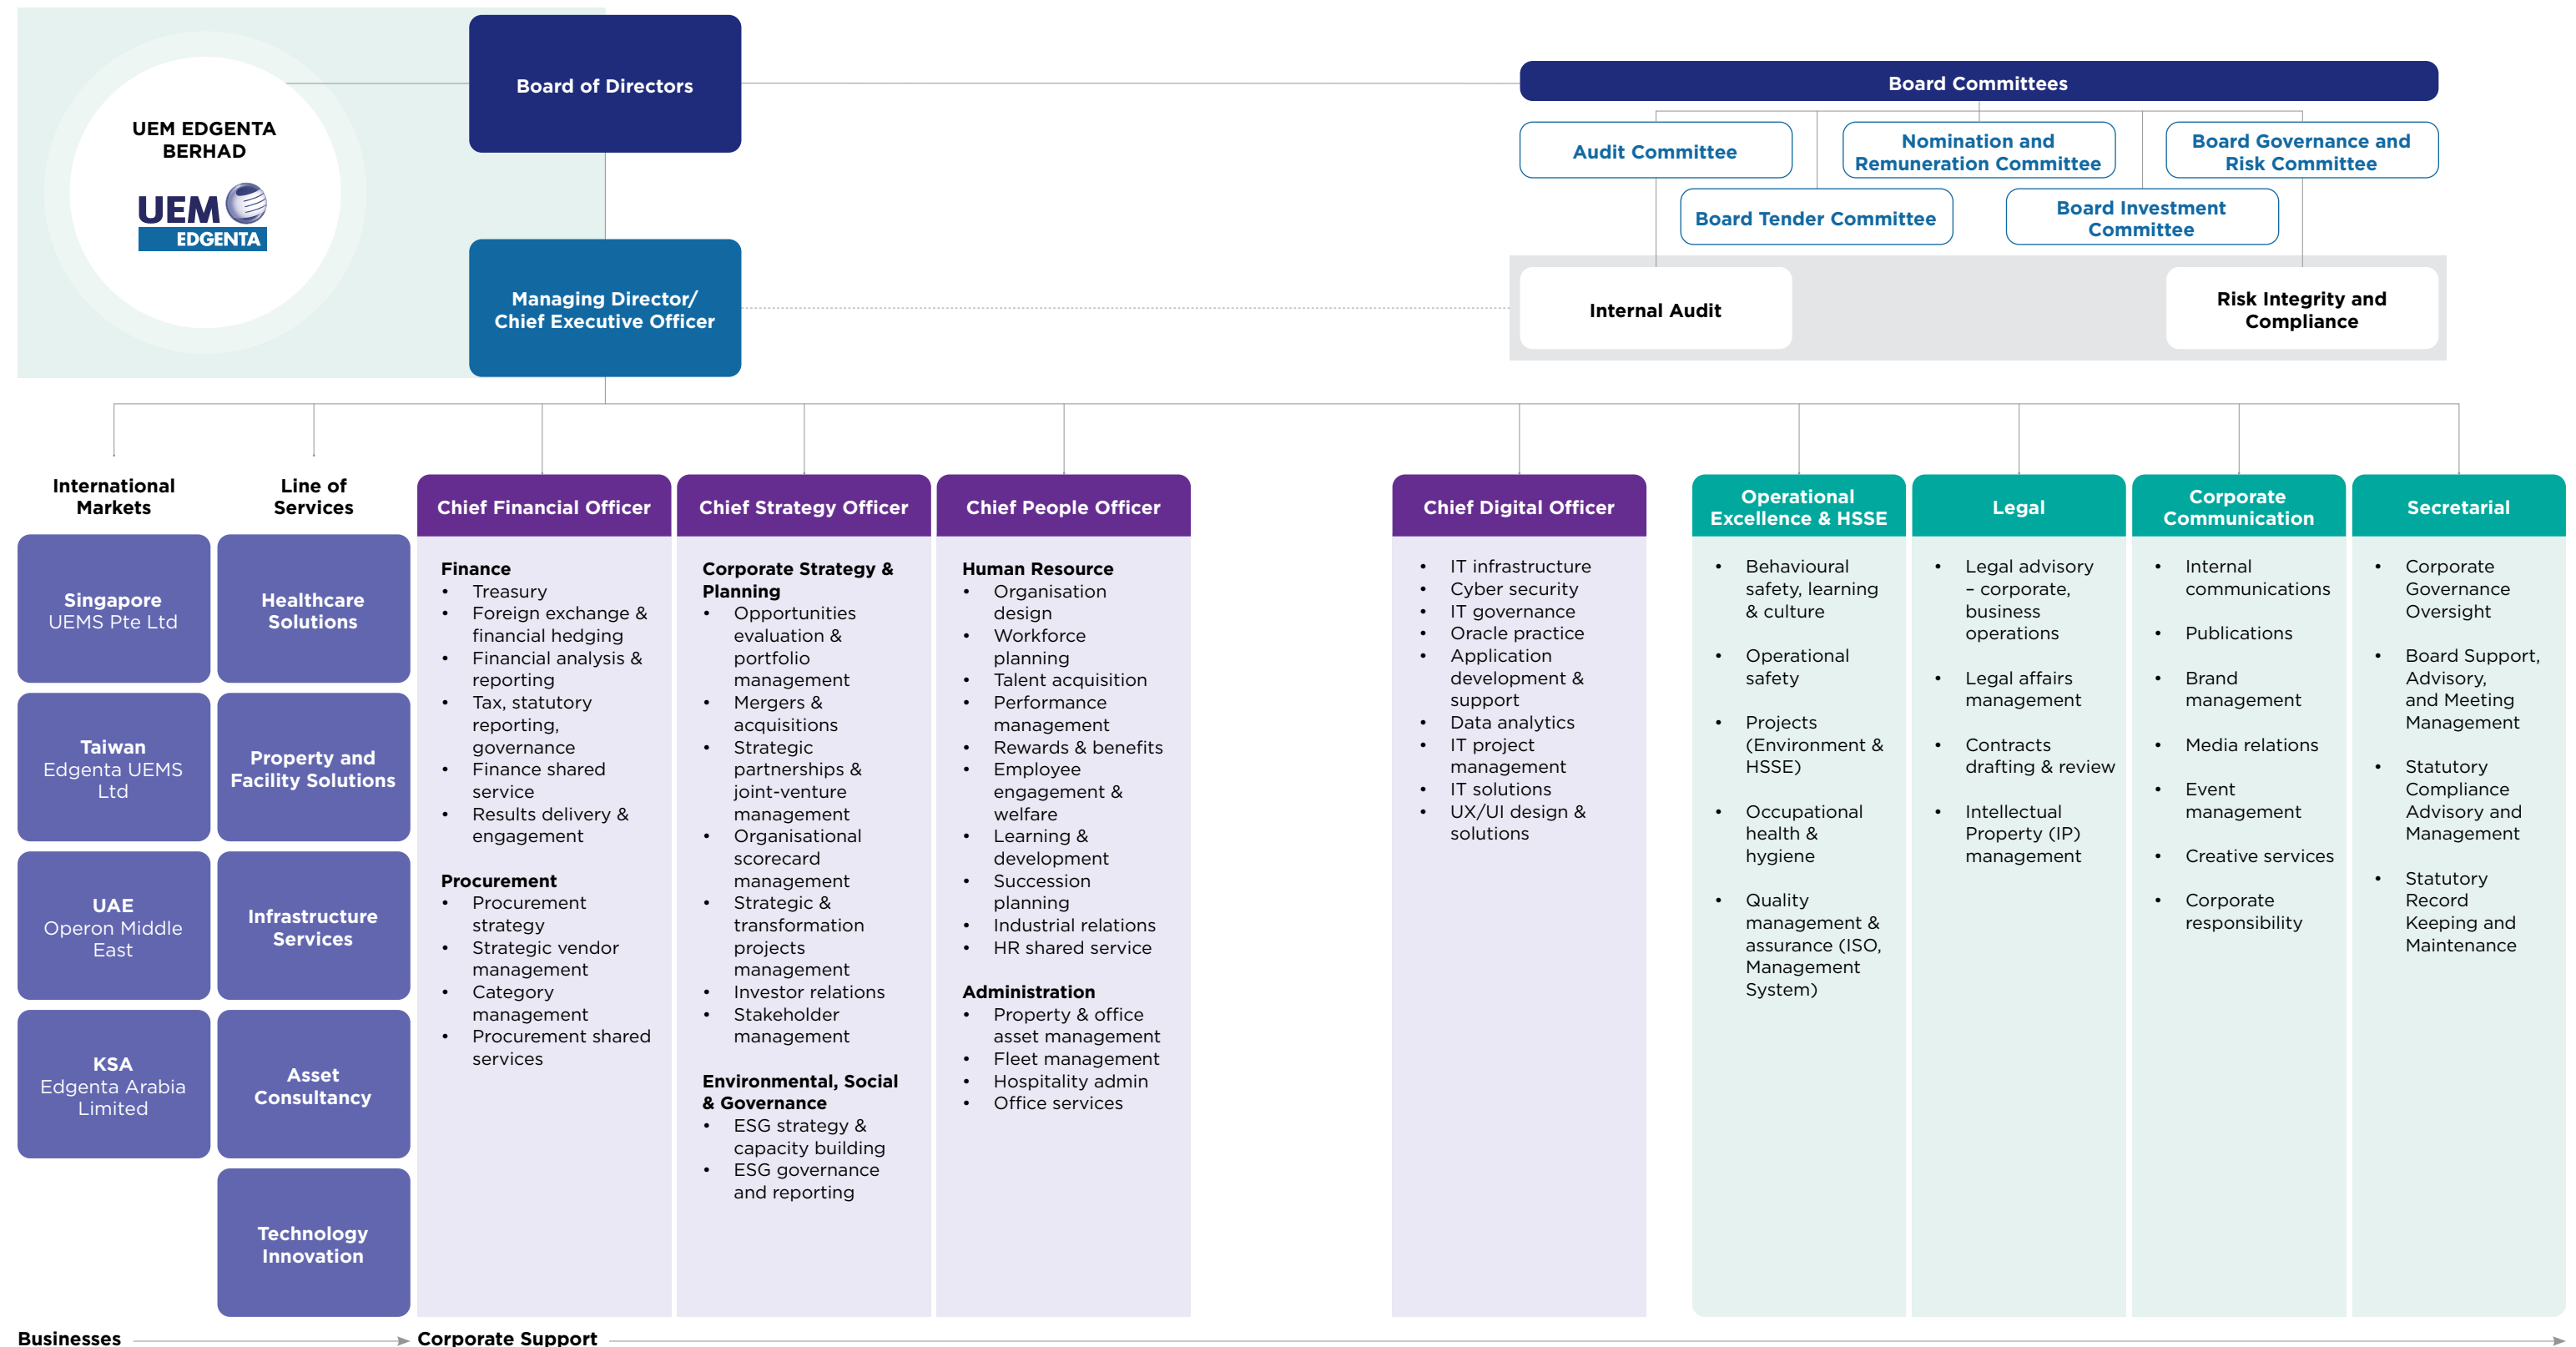 UEM EDGENTA
BERHAD
UEM
EDGENTA
Board of Directors
Managing Director/
Chief Executive Officer
Board Committees
Audit Committee
Nomination and
Remuneration Committee
Board Governance and
Risk Committee
Board Tender Committee
Board Investment
Committee
Internal Audit
Risk Integrity and
Compliance
International
Markets
Singapore
UEMS Pte Ltd
Taiwan
Edgenta UEMS
Ltd
UAE
Operon Middle
East
KSA
Edgenta Arabia
Limited
Line of
Services
Healthcare
Solutions
Property and
Facility Solutions
Infrastructure
Services
Asset
Consultancy
Technology
Innovation
Chief Financial Officer
Finance
• Treasury
• Foreign exchange &
financial hedging
• Financial analysis &
reporting
• Tax, statutory
reporting,
governance
• Finance shared
service
• Results delivery &
engagement
Procurement
• Procurement
strategy
• Strategic vendor
management
• Category
management
• Procurement shared
services
Chief Strategy Officer
Corporate Strategy &
Planning
• Opportunities
evaluation &
portfolio
management
• Mergers &
acquisitions
• Strategic
partnerships &
joint-venture
management
• Organisational
scorecard
management
• Strategic &
transformation
projects
management
• Investor relations
• Stakeholder
management
Environmental, Social
& Governance
• ESG strategy &
capacity building
• ESG governance
and reporting
Chief People Officer
Human Resource
• Organisation
design
• Workforce
planning
• Talent acquisition
• Performance
management
• Rewards & benefits
• Employee
engagement &
welfare
• Learning &
development
• Succession
planning
• Industrial relations
• HR shared service
Administration
• Property & office
asset management
• Fleet management
• Hospitality admin
• Office services
Chief Digital Officer
• IT infrastructure
• Cyber security
• IT governance
• Oracle practice
• Application
development &
support
• Data analytics
• IT project
management
• IT solutions
• UX/UI design &
solutions
Operational
Excellence & HSSE
• Behavioural
safety, learning
& culture
• Operational
safety
• Projects
(Environment &
HSSE)
• Occupational
health &
hygiene
• Quality
management &
assurance (ISO,
Management
System)
Legal
• Legal advisory
– corporate,
business
operations
• Legal affairs
management
• Contracts
drafting & review
• Intellectual
Property (IP)
management
Corporate
Communication
• Internal
communications
• Publications
• Brand
management
• Media relations
• Event
management
• Creative services
• Corporate
responsibility
Secretarial
• Corporate
Governance
Oversight
• Board Support,
Advisory,
and Meeting
Management
• Statutory
Compliance
Advisory and
Management
• Statutory
Record
Keeping and
Maintenance
Businesses
Corporate Support